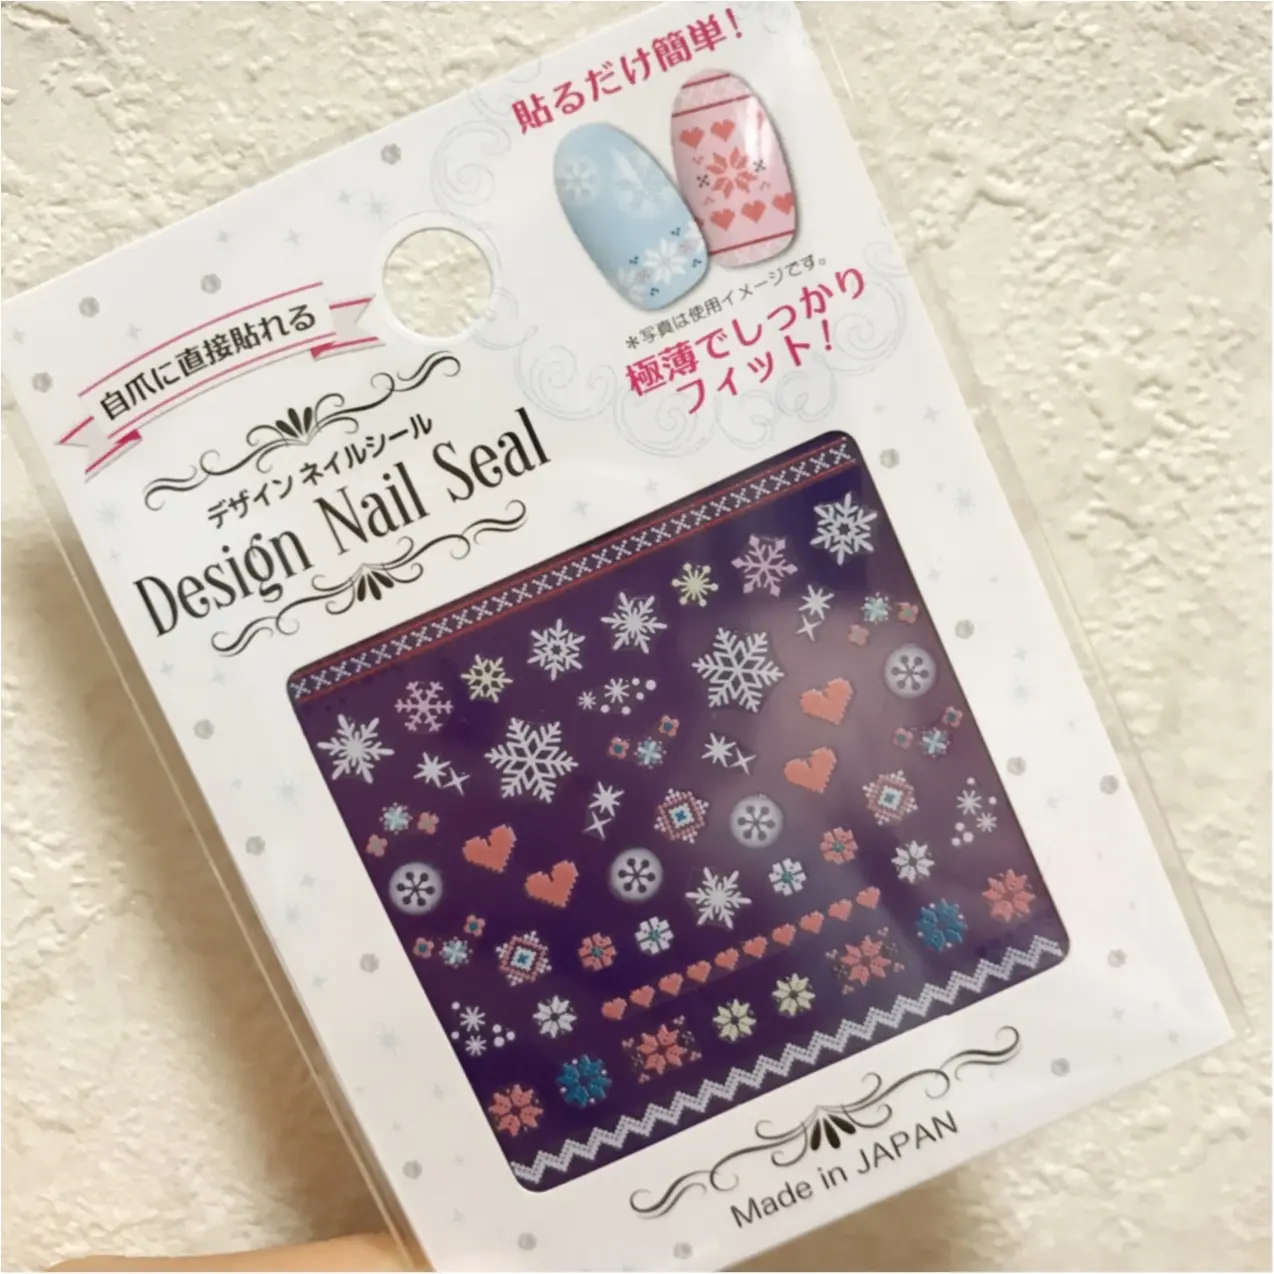 貼るだけ簡単!
*写真は使用イメージです。
極薄でしっかり
フィット!
自爪に直接貼れる
デザインネイルシール
Design Nail Seal
Made in JAPAN